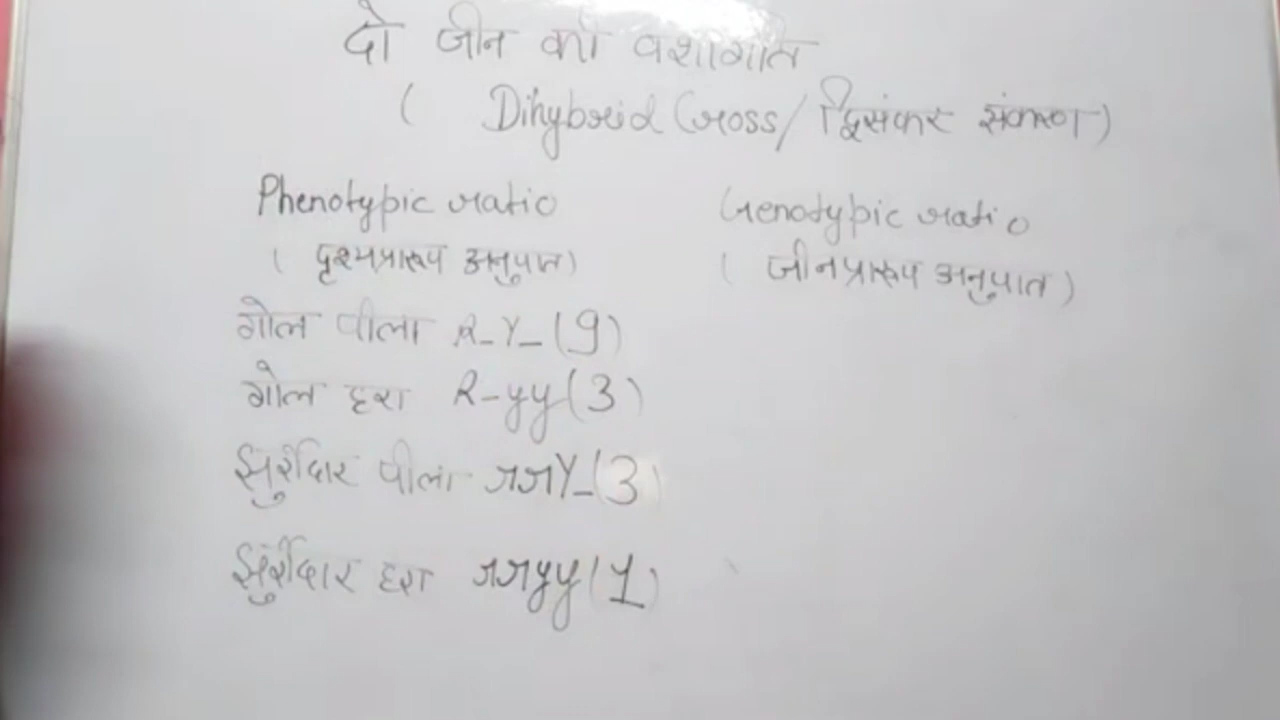 दो जीन की वंशागति
( Dihybrid Cross/ द्विसंकर संकरण )
Phenotypic ratio
( दृश्यप्रारूप अनुपात )
Genotypic ratio
( जीनप्रारूप अनुपात )
गोल पीला R_Y_(9)
गोल हरा R-yy(3)
झुर्रीदार पीला rrY_(3)
झुर्रीदार हरा rryy(1)